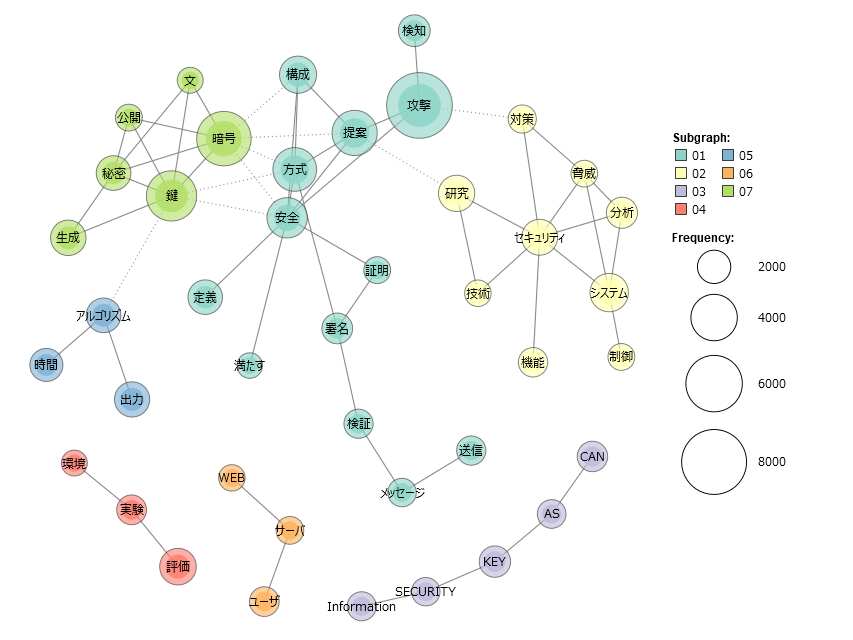 検知
構成
文
攻撃
公開
対策
暗号
提案
方式
秘密
脅威
鍵
研究
分析
安全
生成
セキュリティ
証明
定義
技術
システム
アルゴリズム
署名
時間
満たす
機能
制御
出力
検証
送信
CAN
環境
WEB
メッセージ
実験
AS
サーバ
評価
KEY
SECURITY
ユーザ
Information
Subgraph:
01 05
02 06
03 07
04
Frequency:
2000
4000
6000
8000